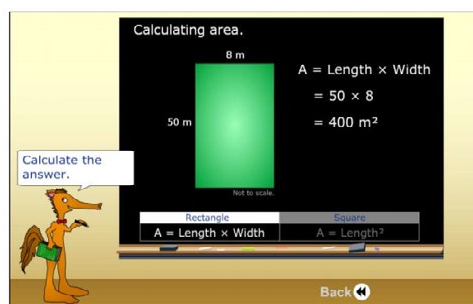 Calculating area.
8 m
50 m
A = Length × Width
= 50 × 8
= 400 m²
Not to scale.
Calculate the
answer.
Rectangle
Square
A = Length × Width
A = Length²
Back